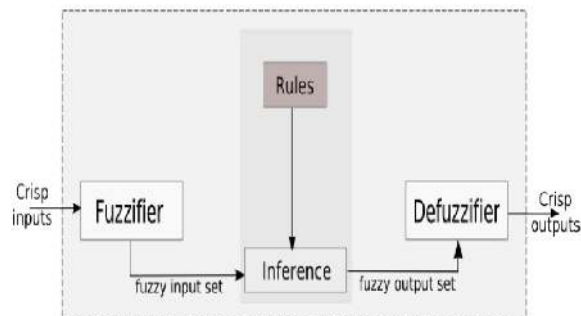 Rules
Crisp
inputs
Fuzzifier
Defuzzifier
Crisp
outputs
Inference
fuzzy input set
fuzzy output set